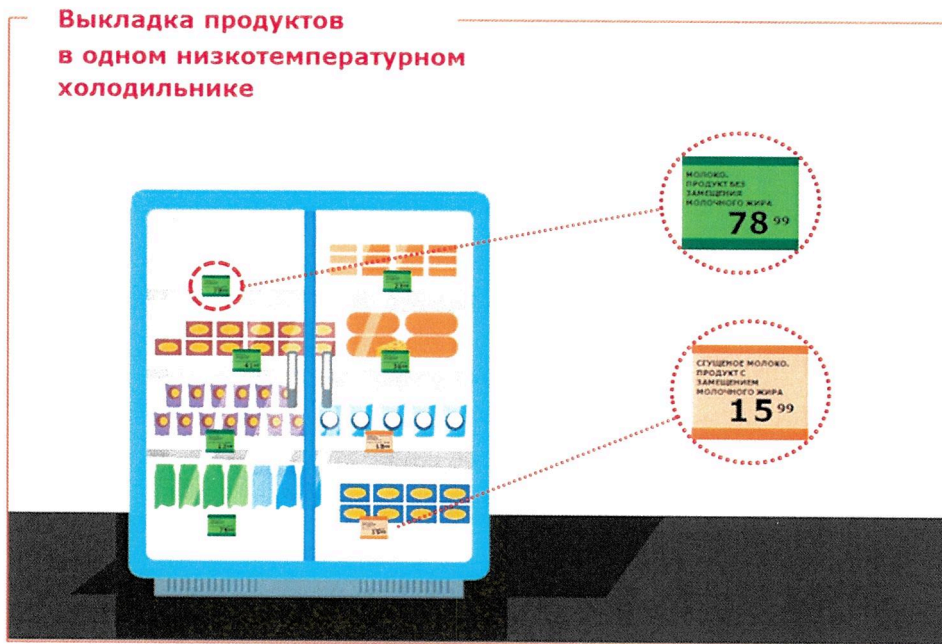 Выкладка продуктов
в одном низкотемпературном
холодильнике
МОЛОКО.
ПРОДУКТ БЕЗ
ЗАМЕЩЕНИЯ
МОЛОЧНОГО ЖИРА
78 99
СГУЩЕНОЕ МОЛОКО.
ПРОДУКТ С
ЗАМЕЩЕНИЕМ
МОЛОЧНОГО ЖИРА
15 99